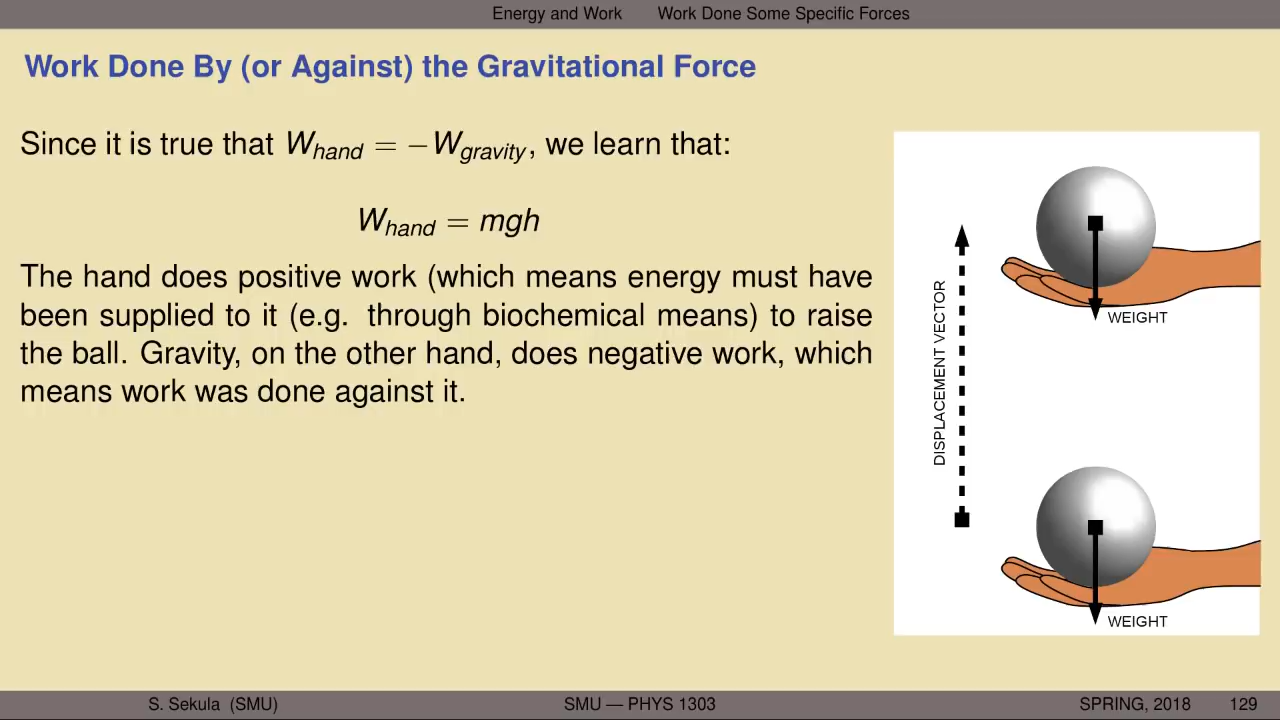 Energy and Work Work Done Some Specific Forces
Work Done By (or Against) the Gravitational Force
Since it is true that W_hand = −W_gravity, we learn that:
W_hand = mgh
The hand does positive work (which means energy must have
been supplied to it (e.g. through biochemical means) to raise
the ball. Gravity, on the other hand, does negative work, which
means work was done against it.
DISPLACEMENT VECTOR
WEIGHT
WEIGHT
S. Sekula (SMU) SMU — PHYS 1303 SPRING, 2018 129